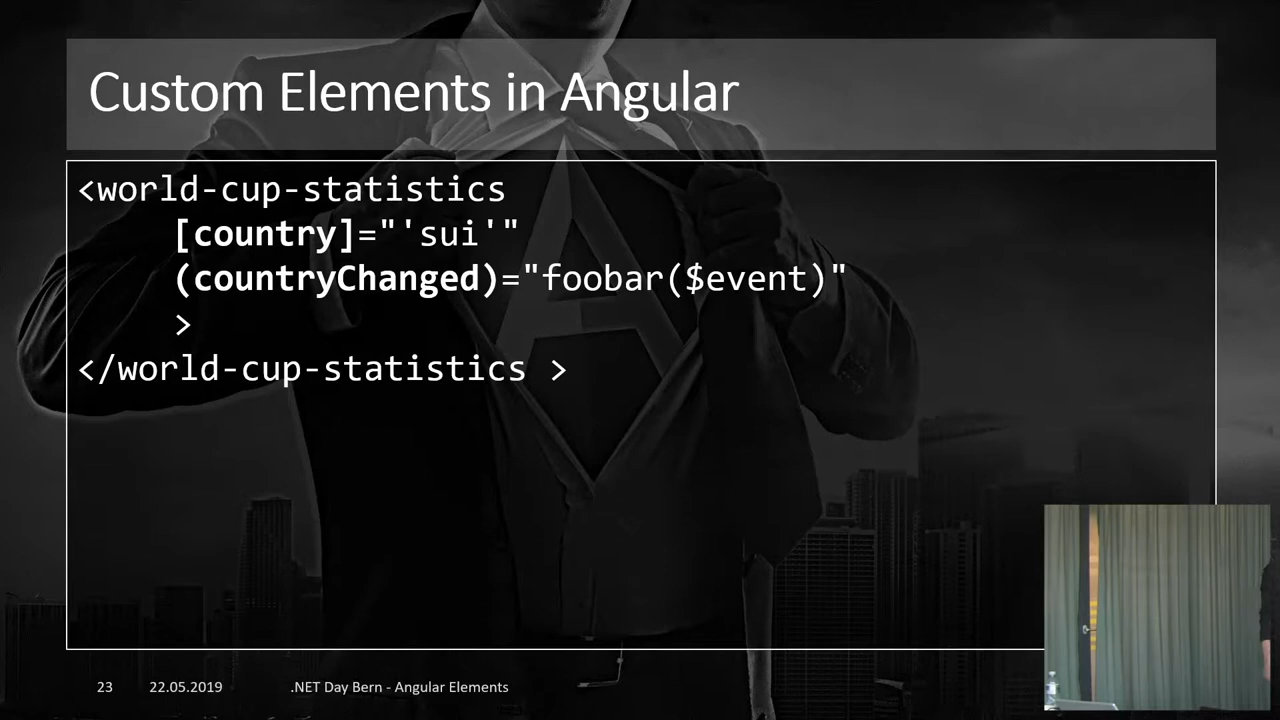 Custom Elements in Angular
<world-cup-statistics
[country]="'sui'"
(countryChanged)="foobar($event)"
>
</world-cup-statistics >
23 22.05.2019 .NET Day Bern - Angular Elements